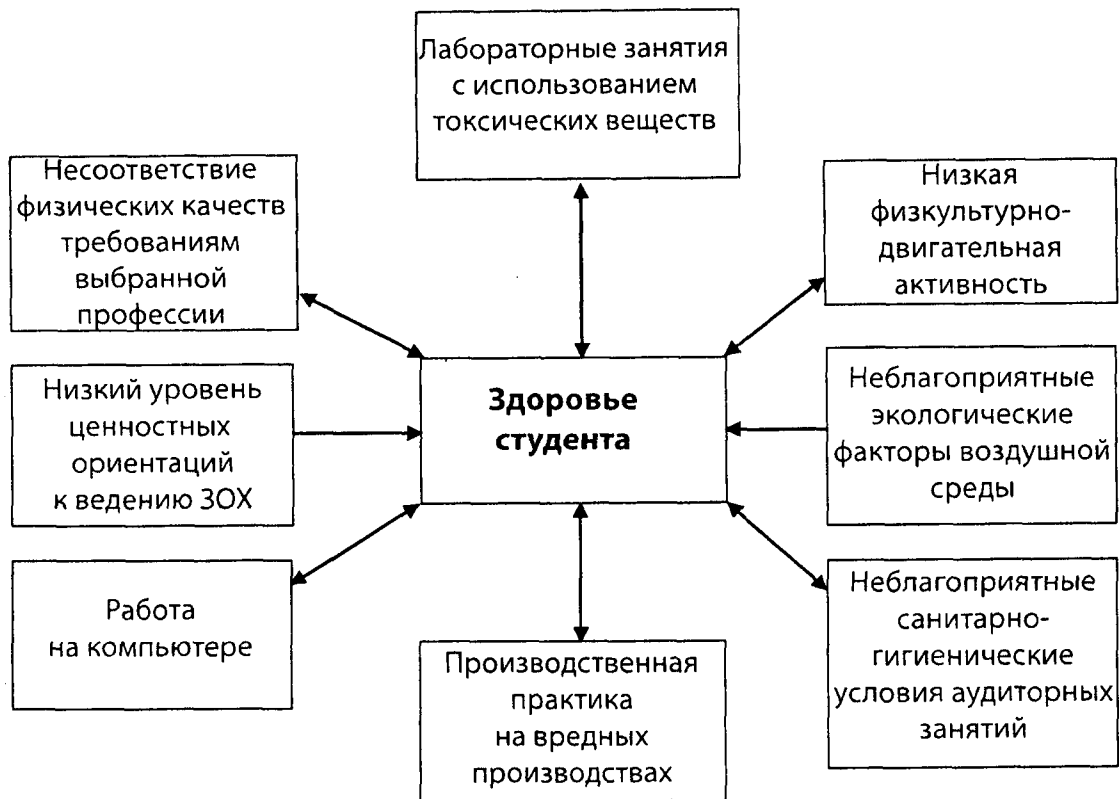 Лабораторные занятия
с использованием
токсических веществ
Несоответствие
физических качеств
требованиям
выбранной
профессии
Низкая
физкультурно-
двигательная
активность
Низкий уровень
ценностных
ориентаций
к ведению ЗОХ
Здоровье
студента
Неблагоприятные
экологические
факторы воздушной
среды
Работа
на компьютере
Производственная
практика
на вредных
производствах
Неблагоприятные
санитарно-
гигиенические
условия аудиторных
занятий